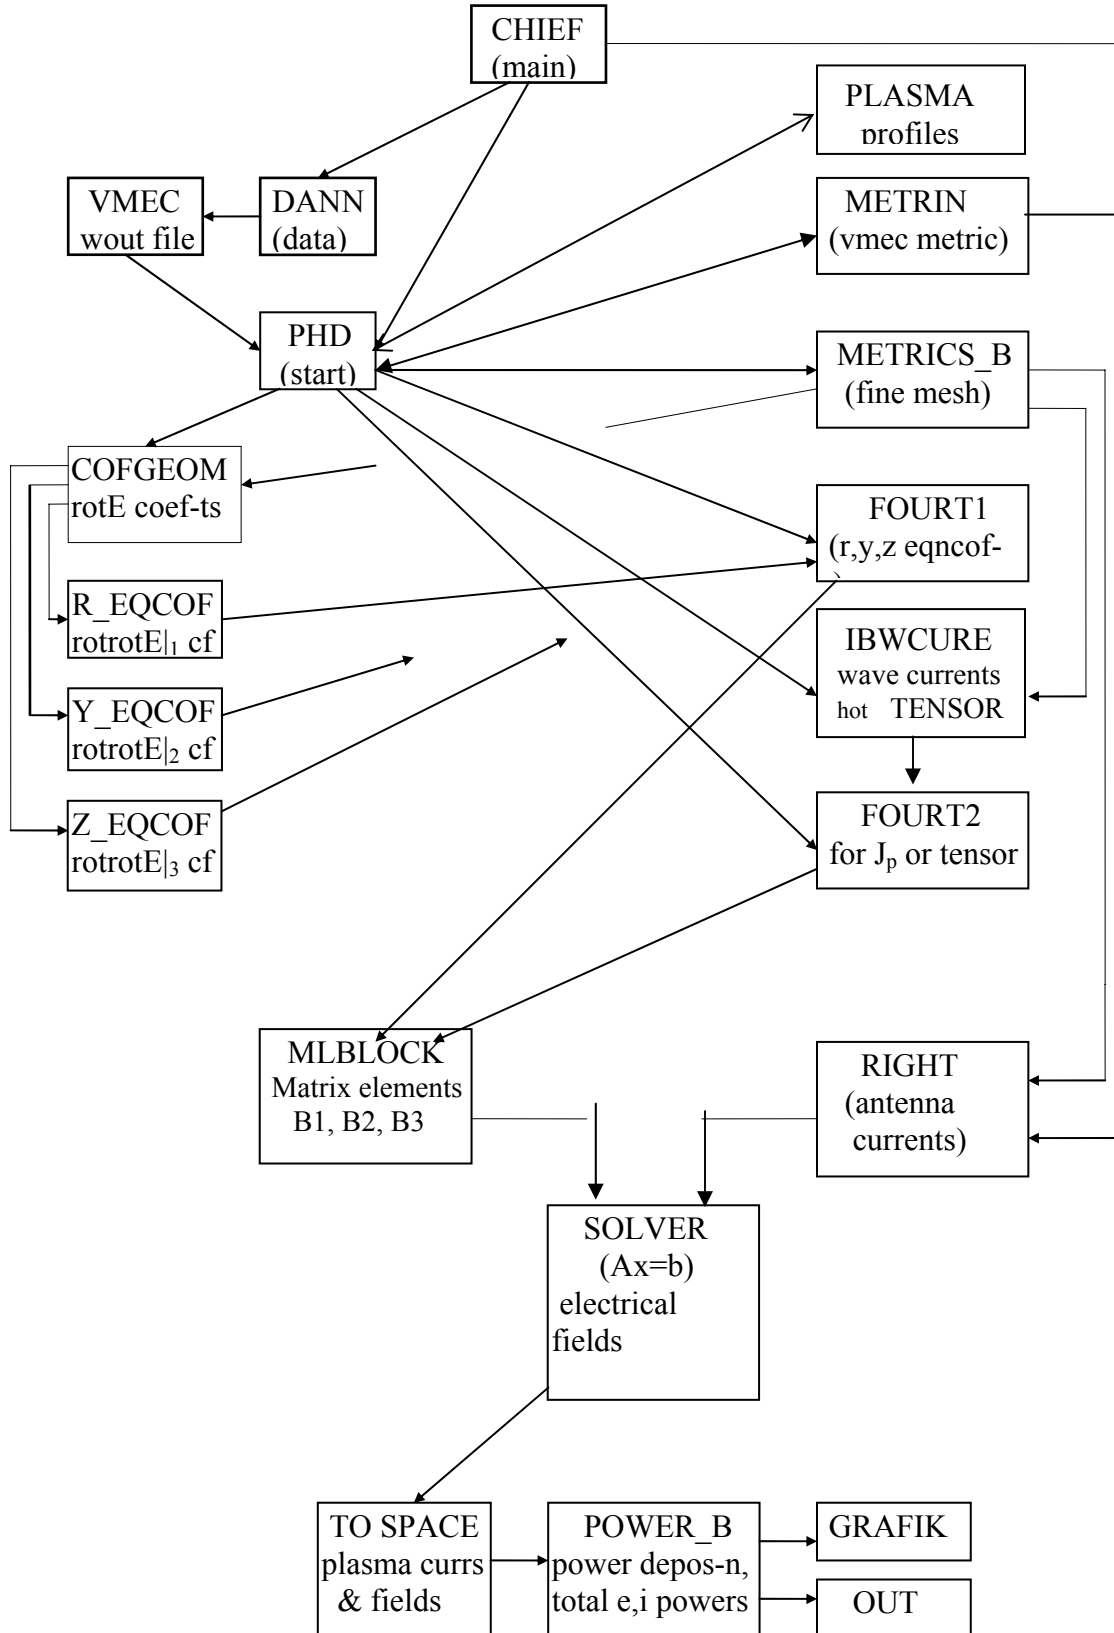 CHIEF
(main)
PLASMA
profiles
VMEC
wout file
DANN
(data)
METRIN
(vmec metric)
PHD
(start)
METRICS_B
(fine mesh)
COFGEOM
rotE coef-ts
FOURT1
(r,y,z eqncof-
R_EQCOF
rotrotE|1 cf
IBWCURE
wave currents
hot TENSOR
Y_EQCOF
rotrotE|2 cf
Z_EQCOF
rotrotE|3 cf
FOURT2
for Jp or tensor
MLBLOCK
Matrix elements
B1, B2, B3
RIGHT
(antenna
currents)
SOLVER
(Ax=b)
electrical
fields
TO SPACE
plasma currs
& fields
POWER_B
power depos-n,
total e,i powers
GRAFIK
OUT